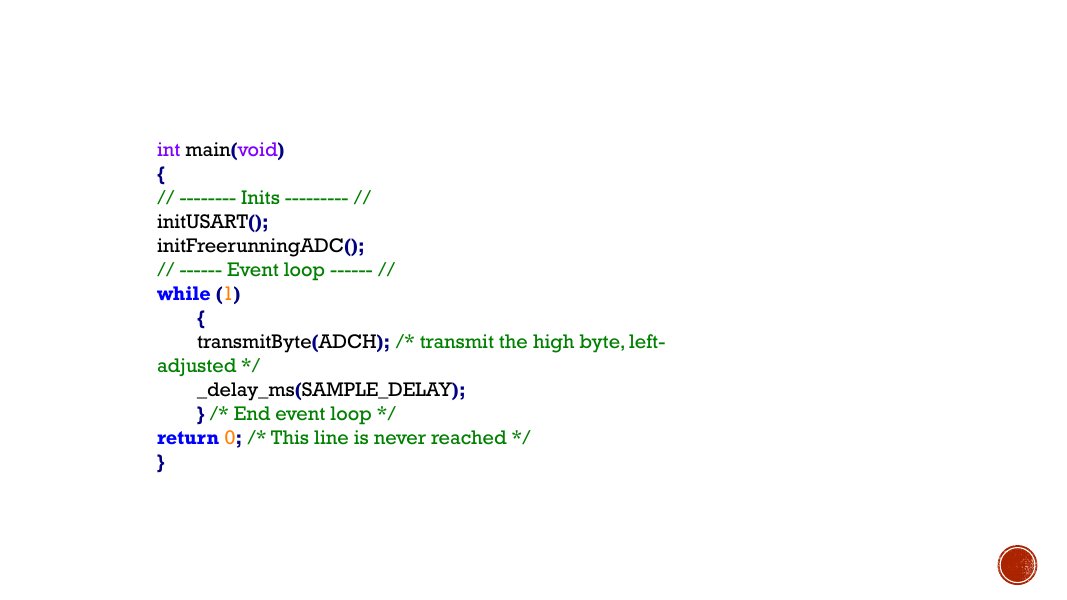 int main(void)
{
// -------- Inits --------- //
initUSART();
initFreerunningADC();
// ------ Event loop ------ //
while (1)
{
transmitByte(ADCH); /* transmit the high byte, left-
adjusted */
_delay_ms(SAMPLE_DELAY);
} /* End event loop */
return 0; /* This line is never reached */
}